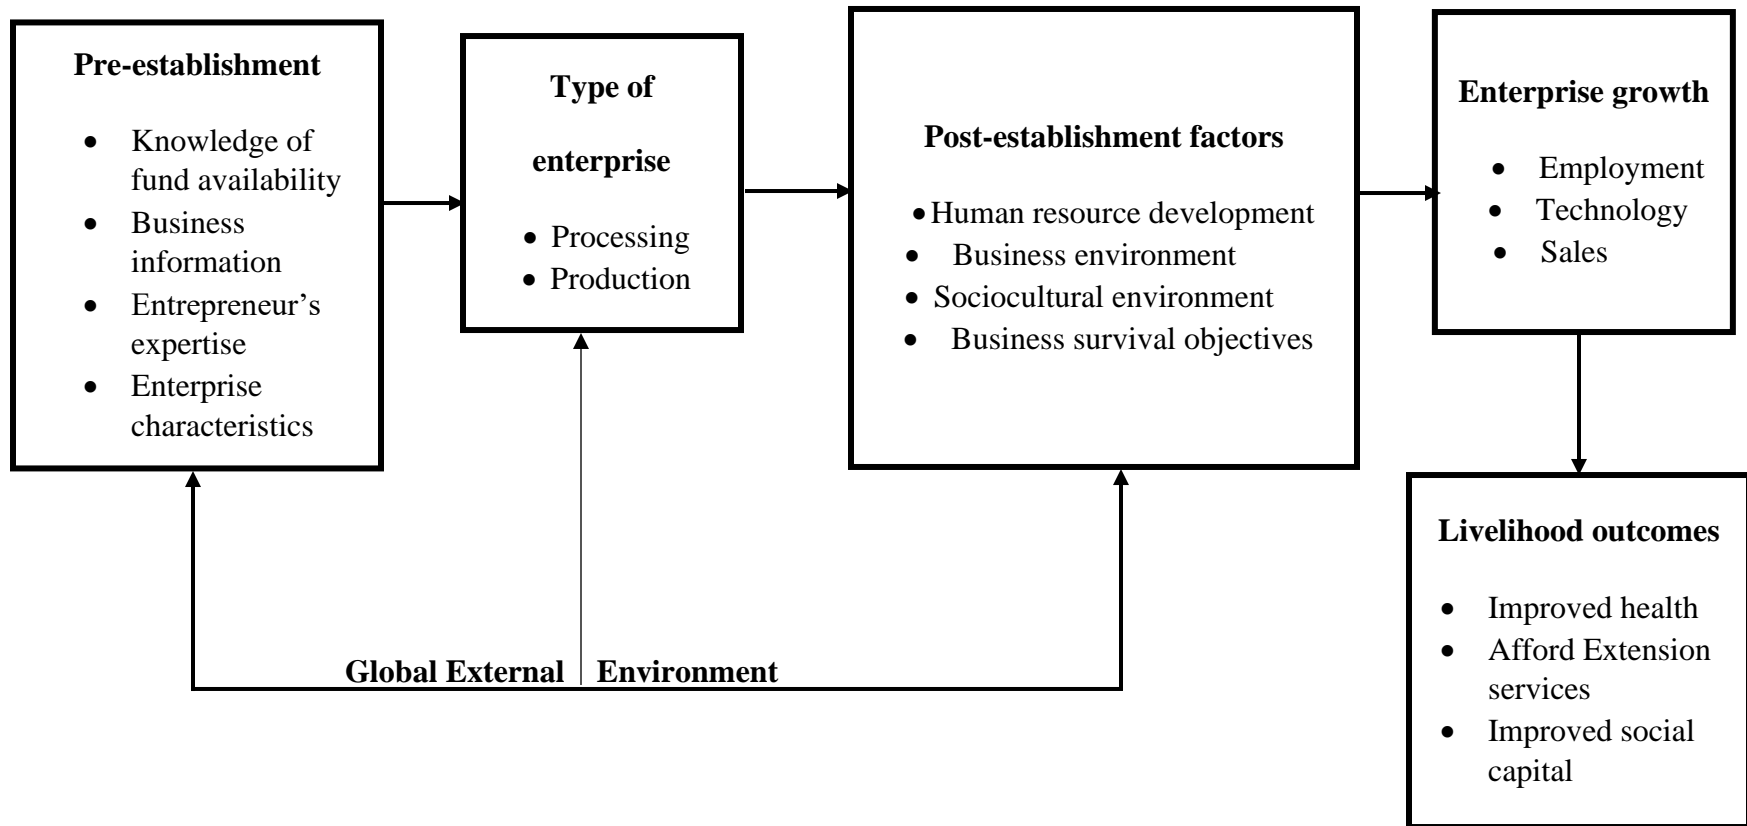 Pre-establishment
• Knowledge of
fund availability
• Business
information
• Entrepreneur’s
expertise
• Enterprise
characteristics
Type of
enterprise
• Processing
• Production
Post-establishment factors
• Human resource development
• Business environment
• Sociocultural environment
• Business survival objectives
Enterprise growth
• Employment
• Technology
• Sales
Livelihood outcomes
• Improved health
• Afford Extension
services
• Improved social
capital
Global External Environment